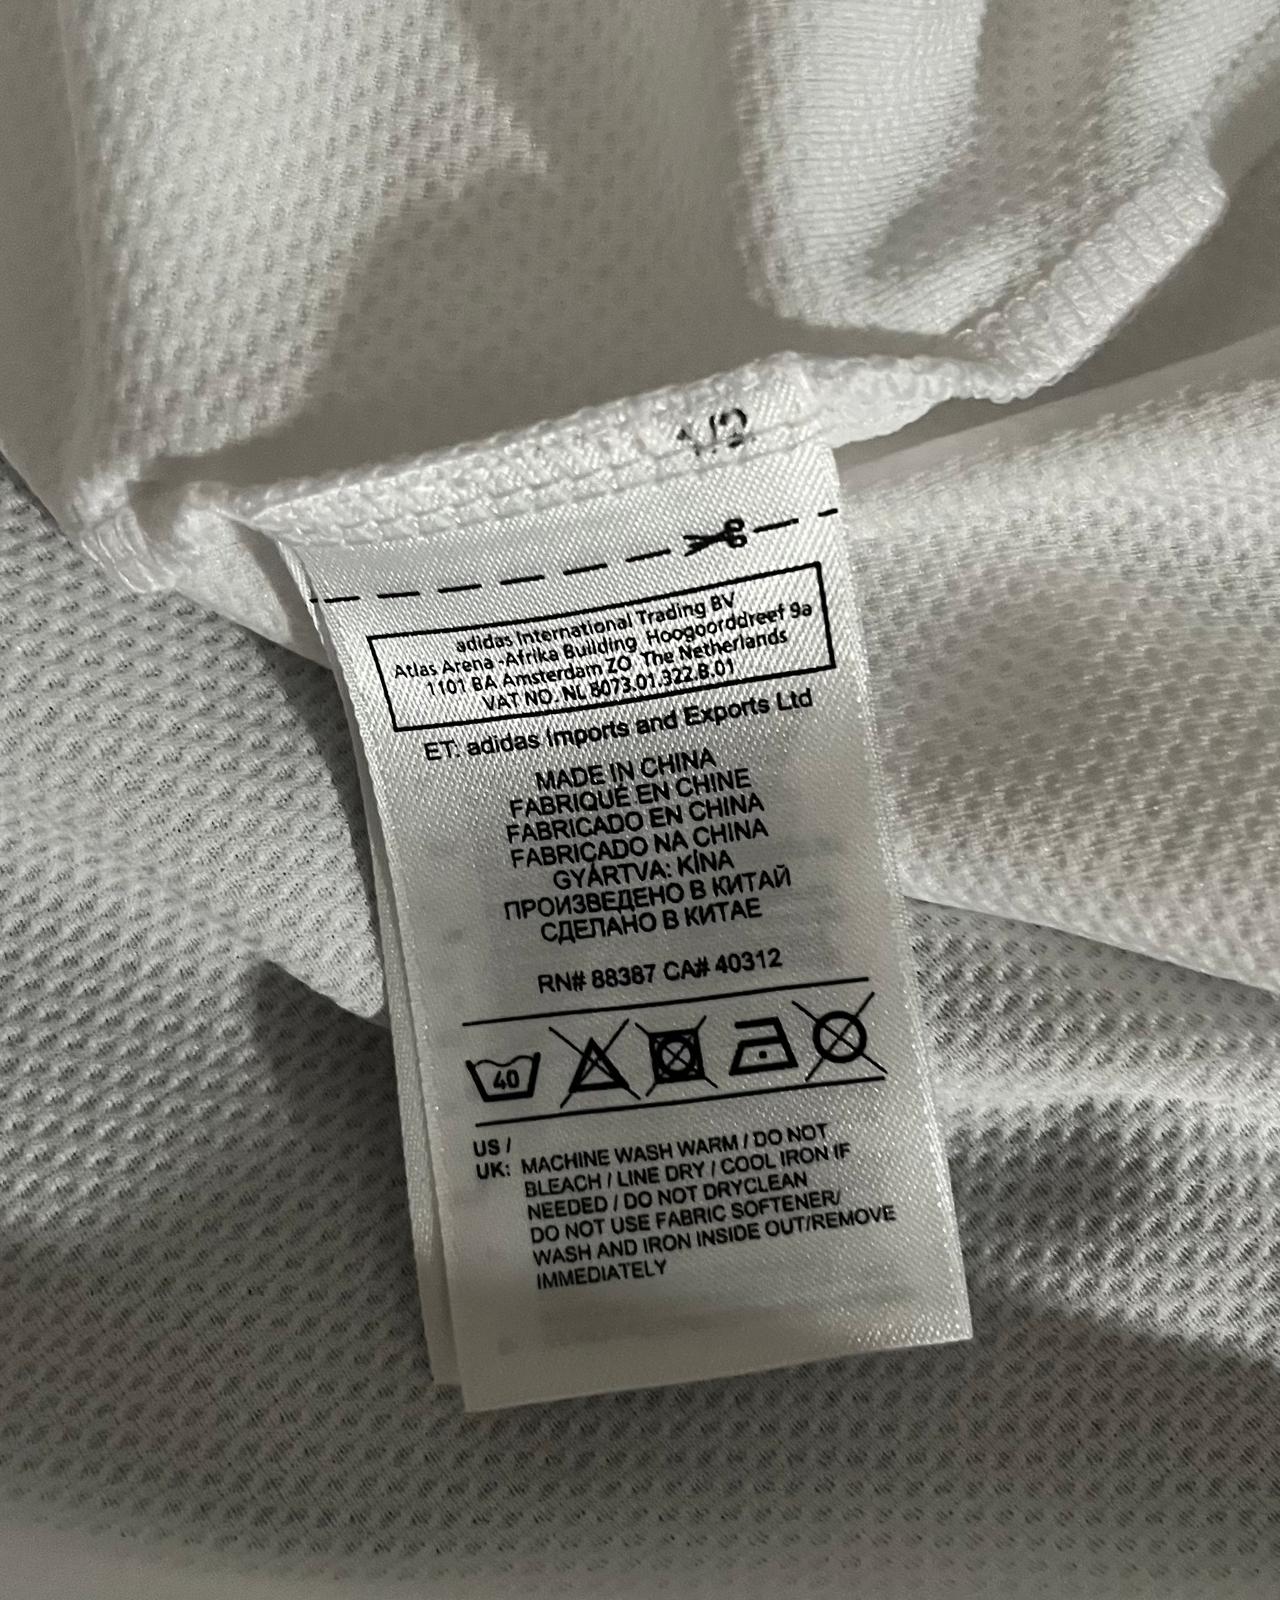 1/2
adidas International Trading BV
Atlas Arena -Afrika Building Hoogoorddreef 9a
1101 BA Amsterdam ZO The Netherlands
VAT NO. NL 8073.01.322.B.01
ET: adidas Imports and Exports Ltd
MADE IN CHINA
FABRIQUÉ EN CHINE
FABRICADO EN CHINA
FABRICADO NA CHINA
GYÁRTVA: KÍNA
ПРОИЗВЕДЕНО В КИТАЙ
СДЕЛАНО В КИТАЕ
RN# 88387 CA# 40312
40
US /
UK: MACHINE WASH WARM / DO NOT
BLEACH / LINE DRY / COOL IRON IF
NEEDED / DO NOT DRYCLEAN
DO NOT USE FABRIC SOFTENER/
WASH AND IRON INSIDE OUT/REMOVE
IMMEDIATELY